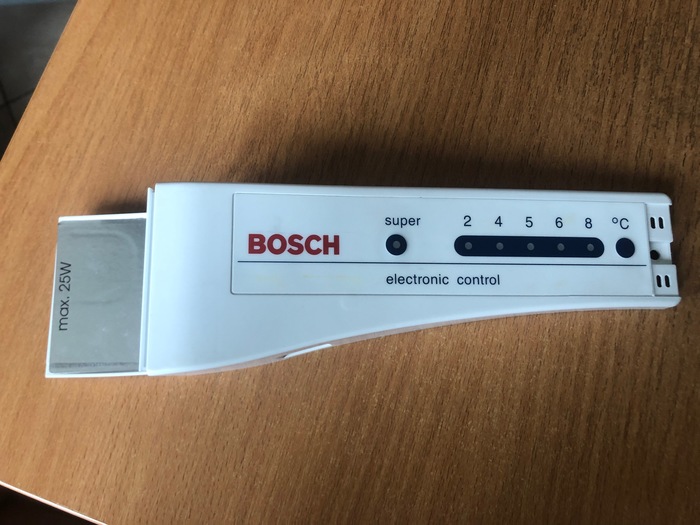 super
2 4 5 6 8 °C
BOSCH
electronic control
max. 25W